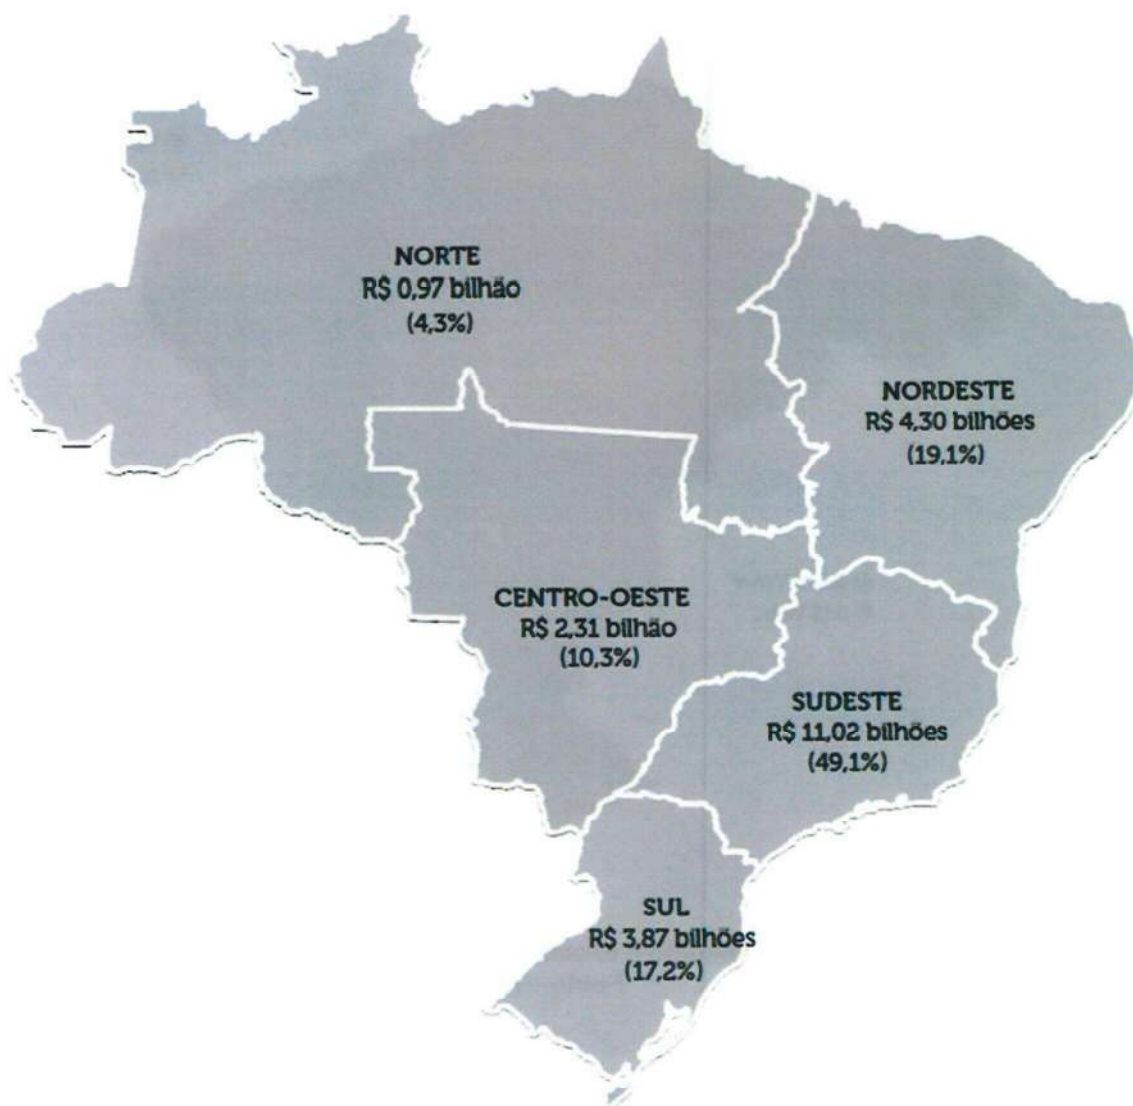 NORTE
R$ 0,97 bilhão
(4,3%)
NORDESTE
R$ 4,30 bilhões
(19,1%)
CENTRO-OESTE
R$ 2,31 bilhão
(10,3%)
SUDESTE
R$ 11,02 bilhões
(49,1%)
SUL
R$ 3,87 bilhões
(17,2%)